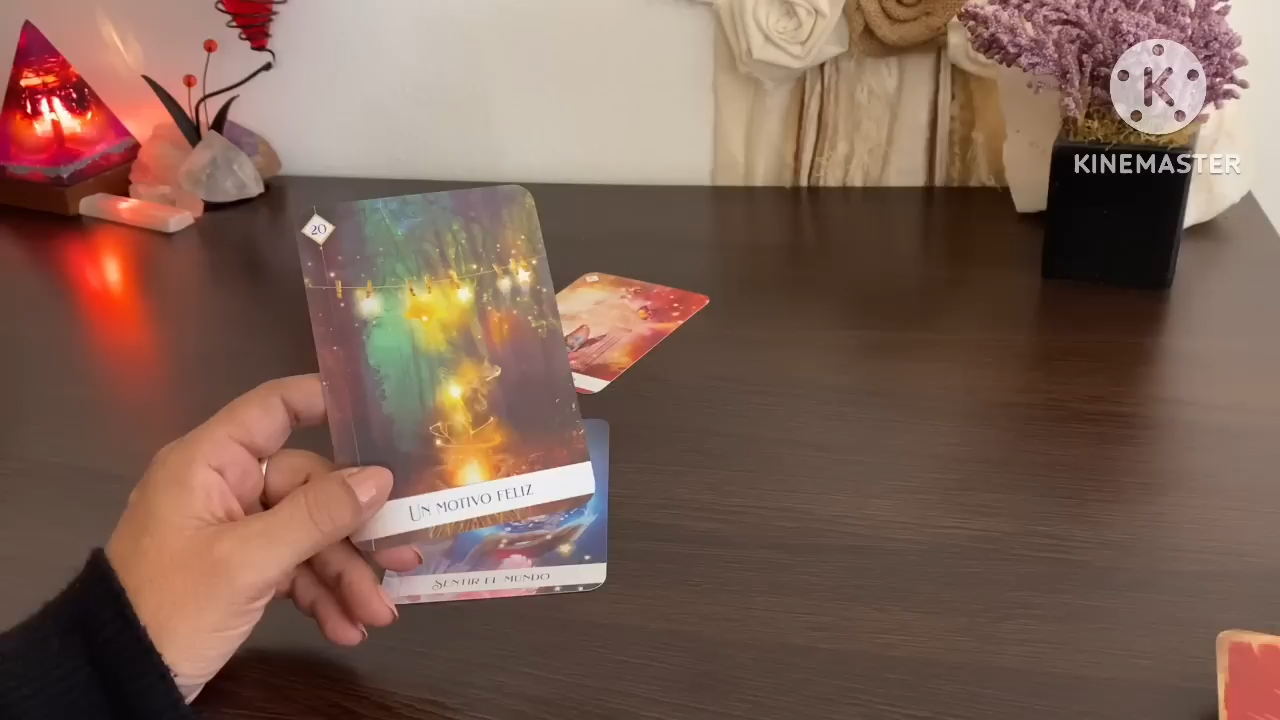 K
KINEMASTER
20
UN MOTIVO FELIZ
SENTIR EL MUNDO